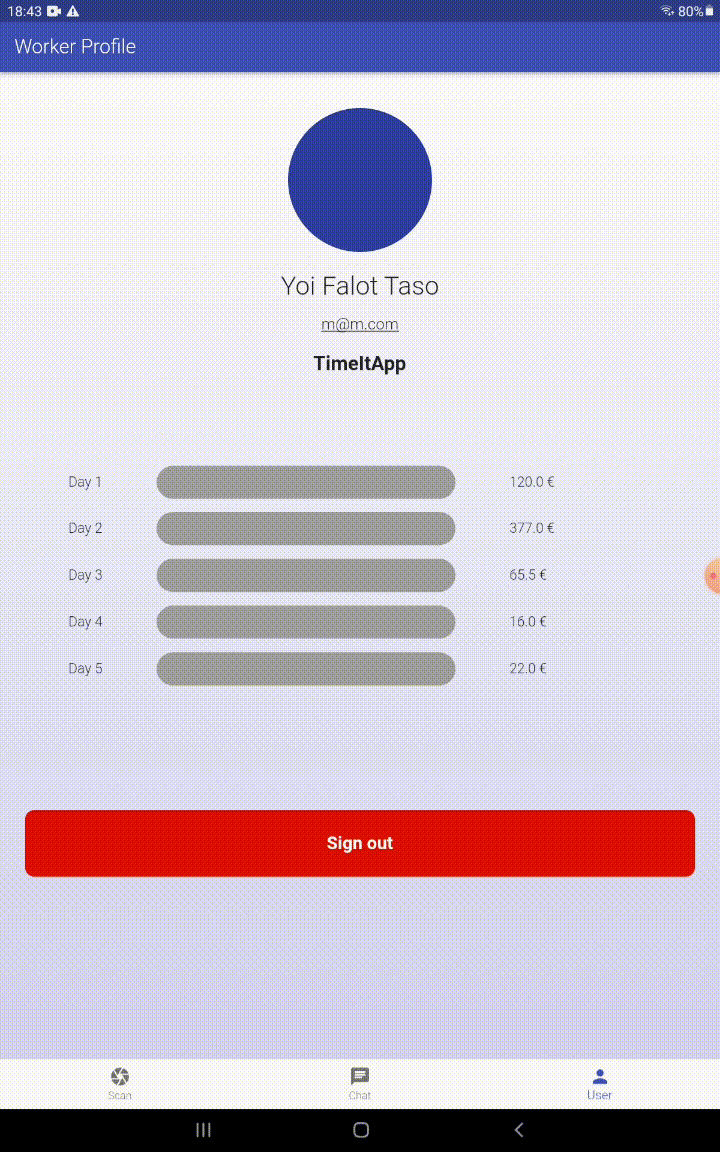 18:43 80%
Worker Profile
Yoi Falot Taso
m@m.com
TimeItApp
Day 1 120.0 €
Day 2 377.0 €
Day 3 65.5 €
Day 4 16.0 €
Day 5 22.0 €
Sign out
Scan Chat User